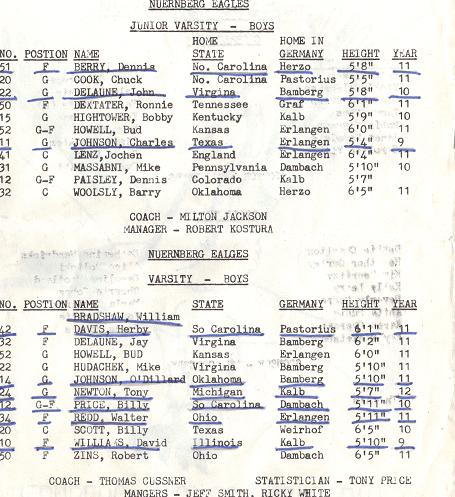 NUERNBERG EAGLES
JUNIOR VARSITY - BOYS
HOME HOME IN
NO. POSTION NAME STATE GERMANY HEIGHT YEAR
51 F BERRY, Dennis No. Carolina Herzo 5'8" 11
20 G COOK, Chuck No. Carolina Pastorius 5'5" 11
22 G DELAUNE, John Virgina Bamberg 5'8" 10
50 F DEXTATER, Ronnie Tennessee Graf 6'1" 11
15 G HIGHTOWER, Bobby Kentucky Kalb 5'9" 10
52 G-F HOWELL, Bud Kansas Erlangen 6'0" 11
11 G JOHNSON, Charles Texas Erlangen 5'4" 9
41 C LENZ,Jochen England Erlangen 6'4" 11
31 G MASSABNI, Mike Pennsylvania Dambach 5'10" 10
12 G-F PAISLEY, Dennis Colorado Kalb 5'7"
32 C WOOLSLY, Barry Oklahoma Herzo 6'5" 11
COACH - MILTON JACKSON
MANAGER - ROBERT KOSTURA
NUERNBERG EALGES
VARSITY - BOYS
NO. POSTION NAME STATE GERMANY HEIGHT YEAR
BRADSHAW, William
42 F DAVIS, Herby So Carolina Pastorius 6'1" 11
32 F DELAUNE, Jay Virgina Bamberg 6'2" 11
52 G HOWELL, BUD Kansas Erlangen 6'0" 11
22 G HUDACHEK, Mike Virgina Bamberg 5'10" 11
14 G JOHNSON, O'Dillard Oklahoma Bamberg 5'10" 11
24 G NEWTON, Tony Michigan Kalb 5'7" 12
12 G-F PRICE, Billy So Carolina Dambach 5'11" 10
34 F REDD, Walter Ohio Erlangen 5'11" 11
20 C SCOTT, Billy Texas Weirhof 6'5" 10
10 F WILLIAMS, David Illinois Kalb 5'10" 9
50 F ZINS, Robert Ohio Dambach 6'5" 11
COACH - THOMAS CUSSNER STATISTICIAN - TONY PRICE
MANGERS - JEFF SMITH, RICKY WHITE